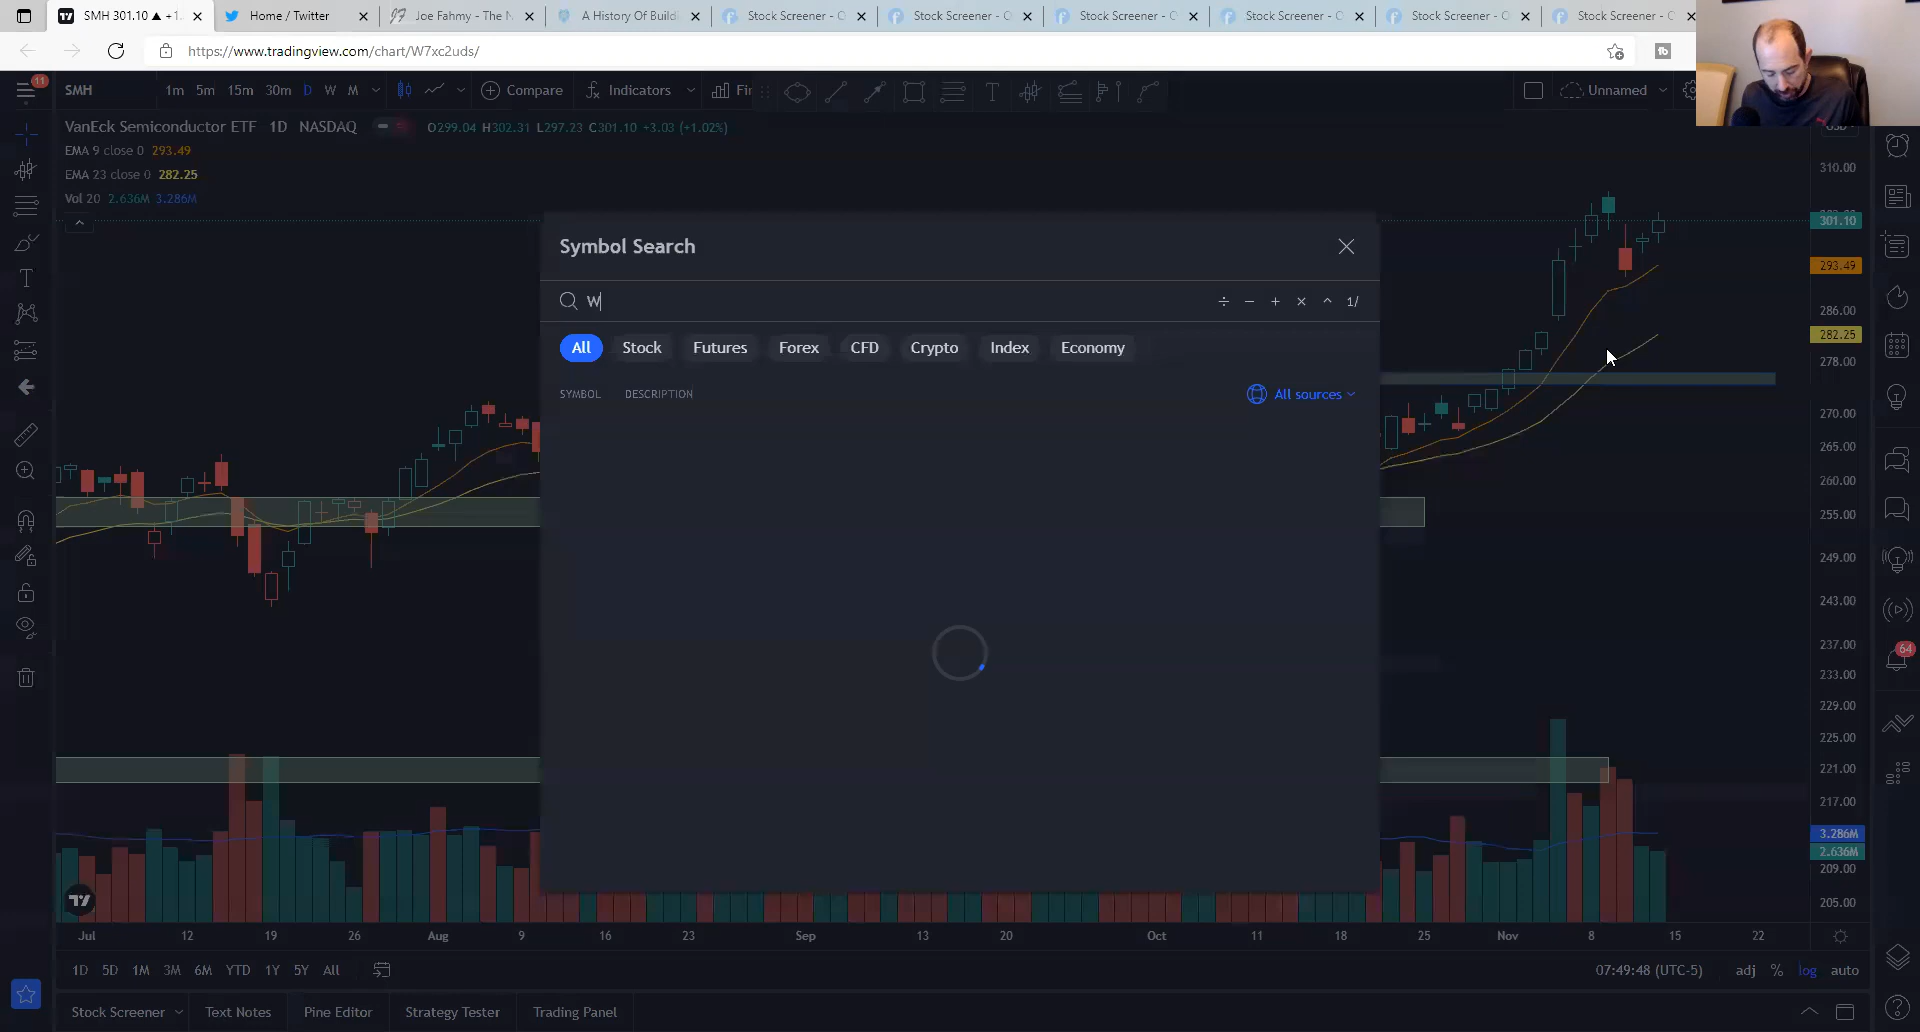 SMH 301.10 ▲ +1.
Home / Twitter
Joe Fahmy - The N
A History Of Buildi
Stock Screener - O
Stock Screener - O
Stock Screener - O
Stock Screener - O
Stock Screener - O
Stock Screener - O
https://www.tradingview.com/chart/W7xc2uds/
11
SMH
1m 5m 15m 30m D W M
Compare
Indicators
Fir
Unnamed
VanEck Semiconductor ETF 1D NASDAQ
O299.04 H302.31 L297.23 C301.10 +3.03 (+1.02%)
USD
EMA 9 close 0 293.49
EMA 23 close 0 282.25
Vol 20 2.636M 3.286M
Symbol Search
W
÷ − + × ^ 1/
All Stock Futures Forex CFD Crypto Index Economy
SYMBOL DESCRIPTION
All sources
310.00
301.10
293.49
286.00
282.25
278.00
270.00
265.00
260.00
255.00
249.00
243.00
237.00
233.00
229.00
225.00
221.00
217.00
3.286M
2.636M
209.00
205.00
64
Jul 12 19 26 Aug 9 16 23 Sep 13 20 Oct 11 18 25 Nov 8 15 22
1D 5D 1M 3M 6M YTD 1Y 5Y All
07:49:48 (UTC-5)
adj % log auto
Stock Screener
Text Notes
Pine Editor
Strategy Tester
Trading Panel